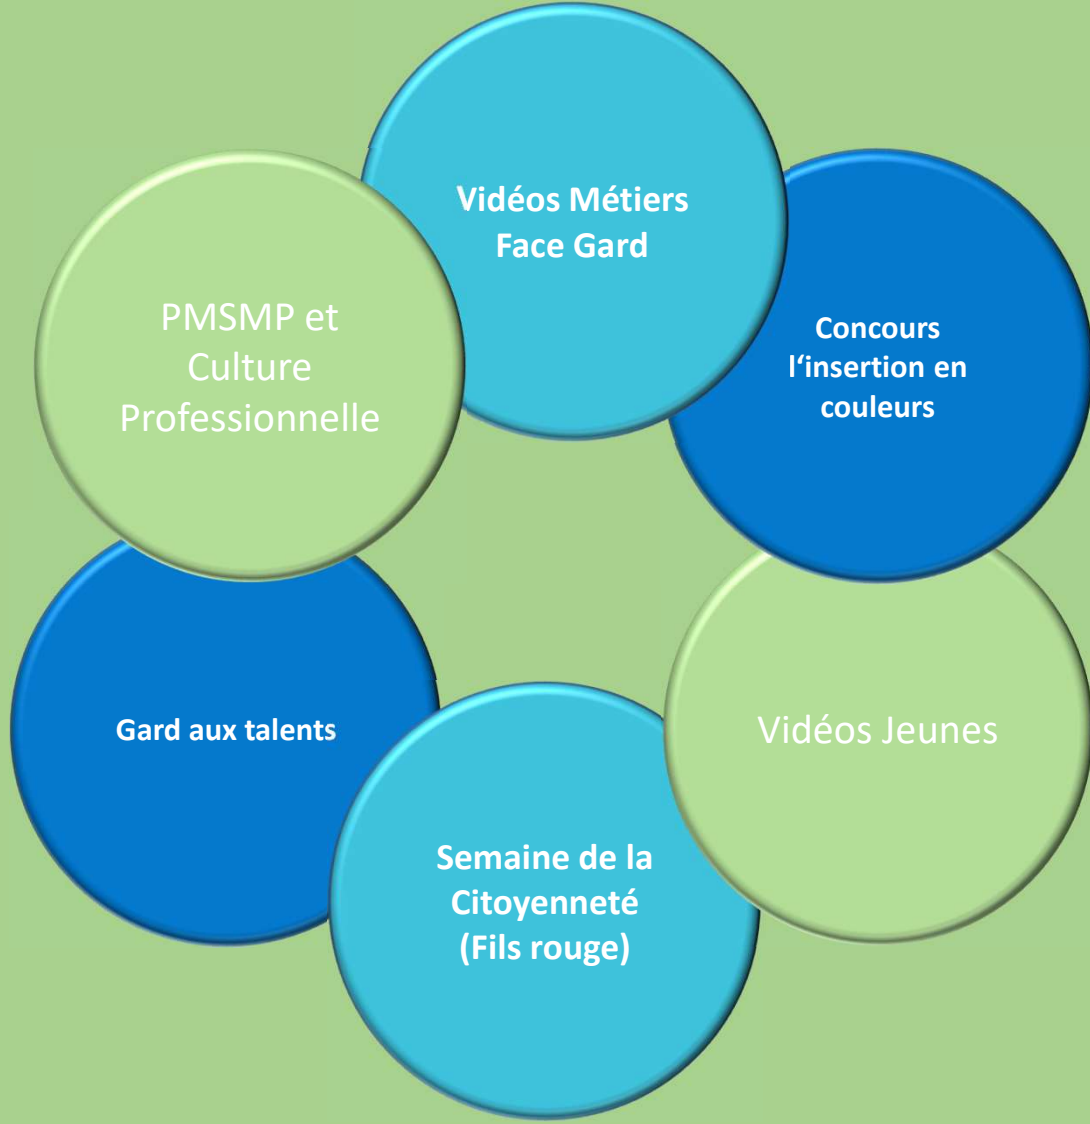 Vidéos Métiers
Face Gard
PMSMP et
Culture
Professionnelle
Concours
l‘insertion en
couleurs
Gard aux talents
Vidéos Jeunes
Semaine de la
Citoyenneté
(Fils rouge)